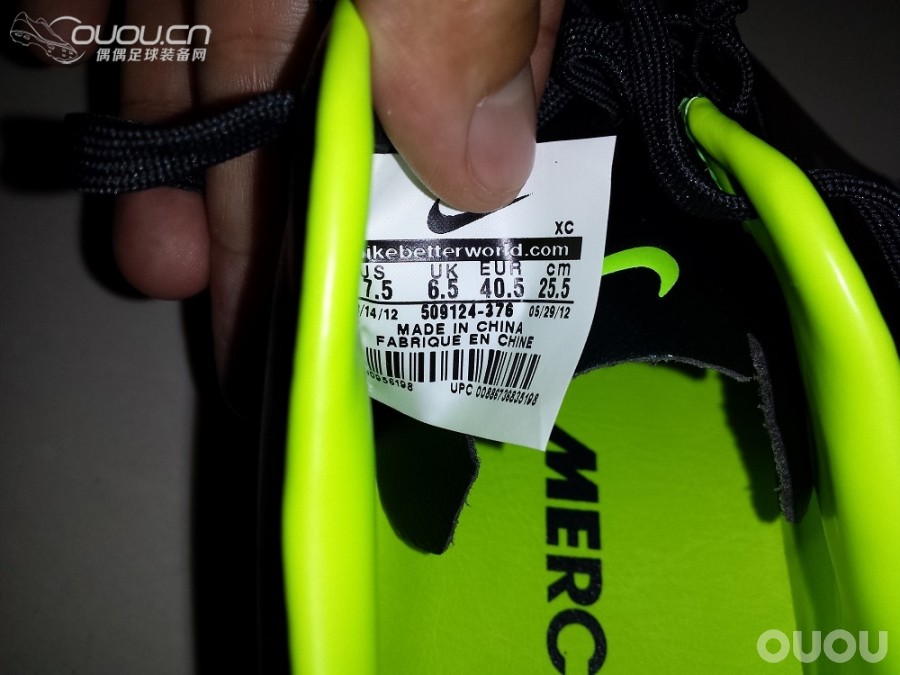 OUOU.CN
偶偶足球装备网
XC
ikebetterworld.com
US UK EUR cm
7.5 6.5 40.5 25.5
/14/12 509124-376 05/29/12
MADE IN CHINA
FABRIQUE EN CHINE
UPC
MERC
OUOU